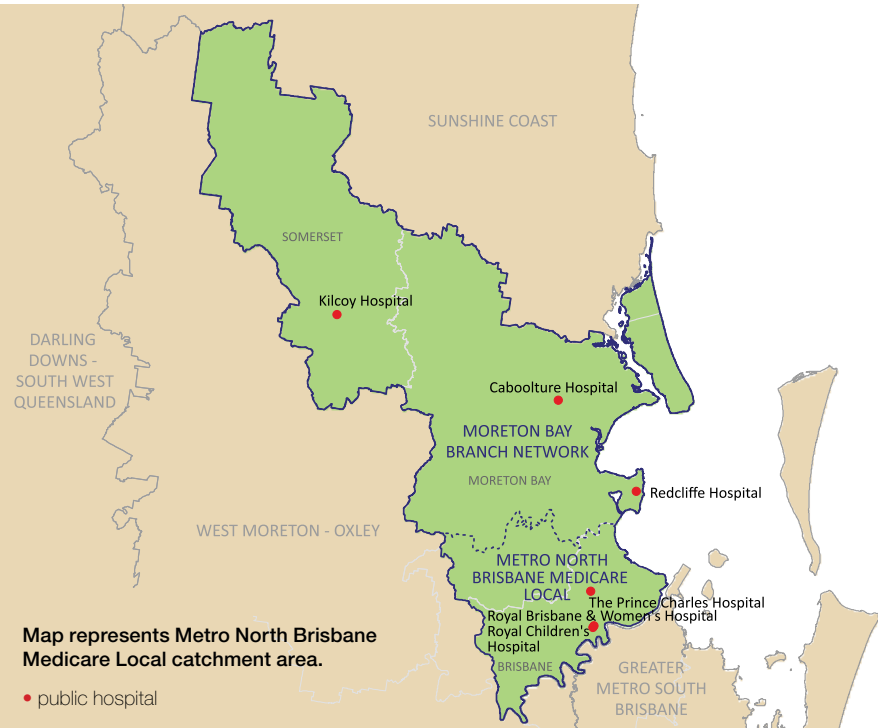 SUNSHINE COAST
SOMERSET
Kilcoy Hospital
DARLING
DOWNS -
SOUTH WEST
QUEENSLAND
Caboolture Hospital
MORETON BAY
BRANCH NETWORK
MORETON BAY
Redcliffe Hospital
WEST MORETON - OXLEY
METRO NORTH
BRISBANE MEDICARE
LOCAL
The Prince Charles Hospital
Royal Brisbane & Women's Hospital
Royal Children's
Hospital
BRISBANE
GREATER
METRO SOUTH
BRISBANE
Map represents Metro North Brisbane
Medicare Local catchment area.
public hospital